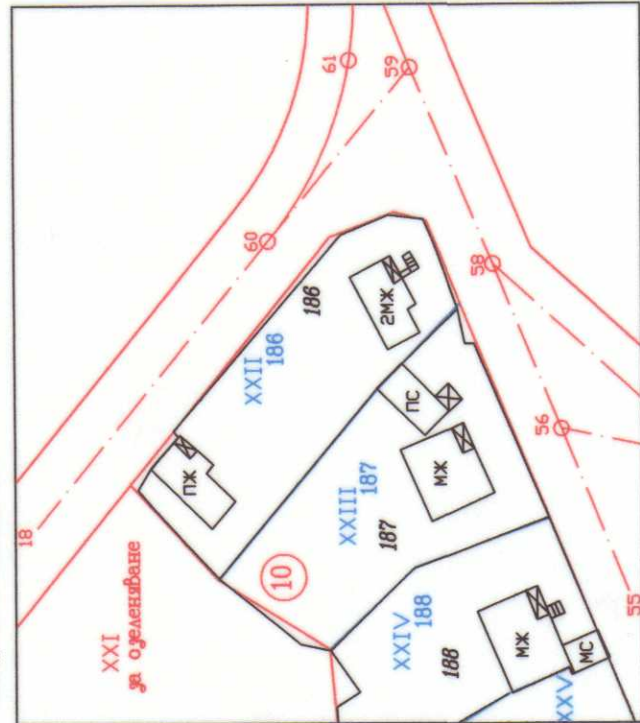 18
60
61
59
58
56
55
XXI
за озеленяване
XXII
186
186
2МЖ
ПЖ
XXIII
187
187
ПС
МЖ
10
XXIV
188
188
МЖ
МС
XXV